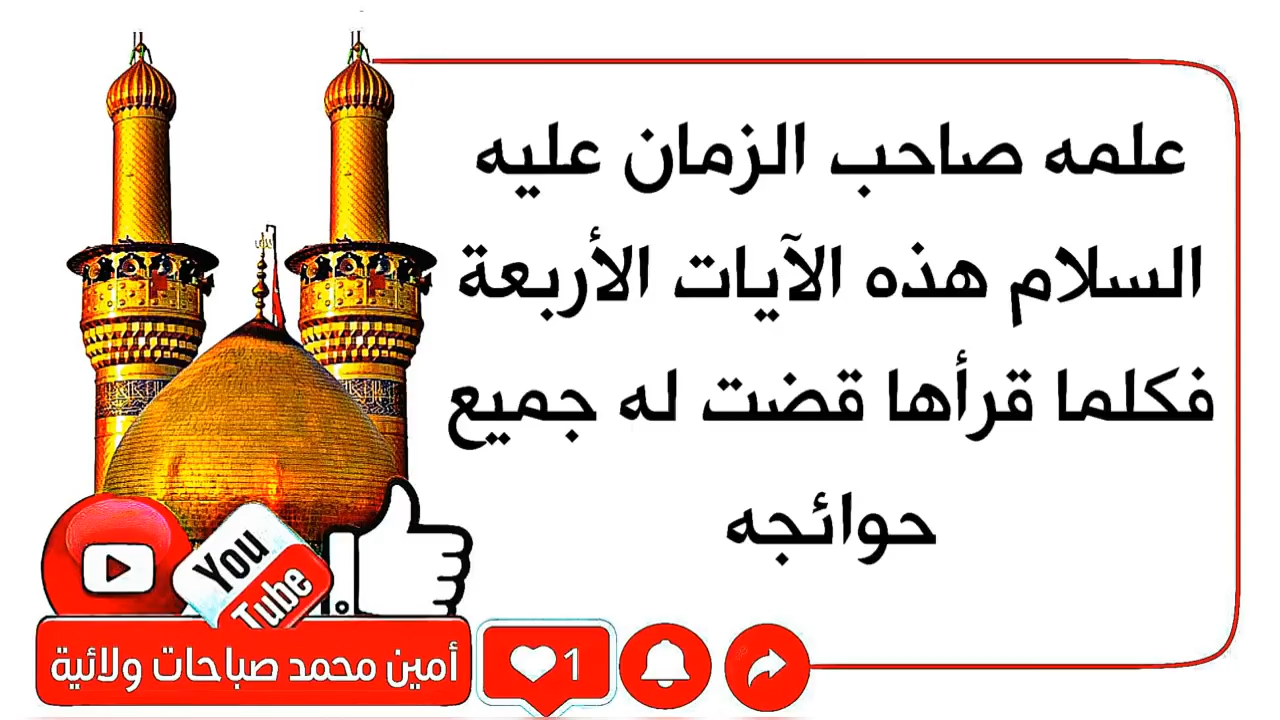 علمه صاحب الزمان عليه
السلام هذه الآيات الأربعة
فكلما قرأها قضت له جميع
حوائجه
You
Tube
أمين محمد صباحات ولائية
1